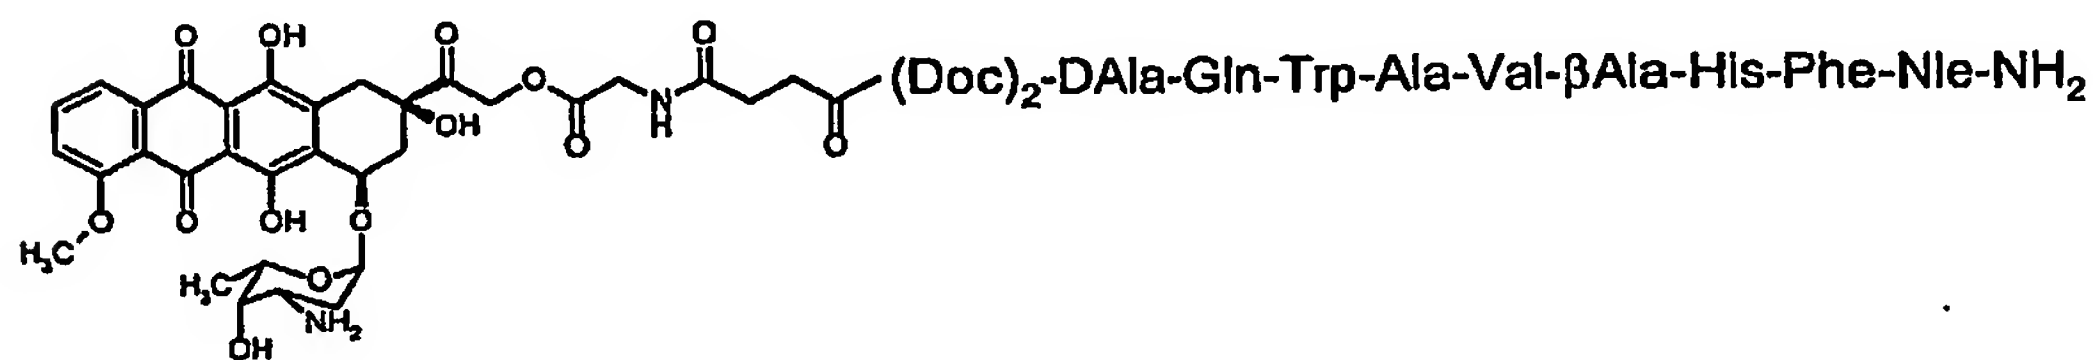 O OH O O
(Doc)₂-DAla-Gln-Trp-Ala-Val-βAla-His-Phe-Nle-NH₂
O OH O N H O
O O OH O
H₃C
H₃C O
NH₂
OH